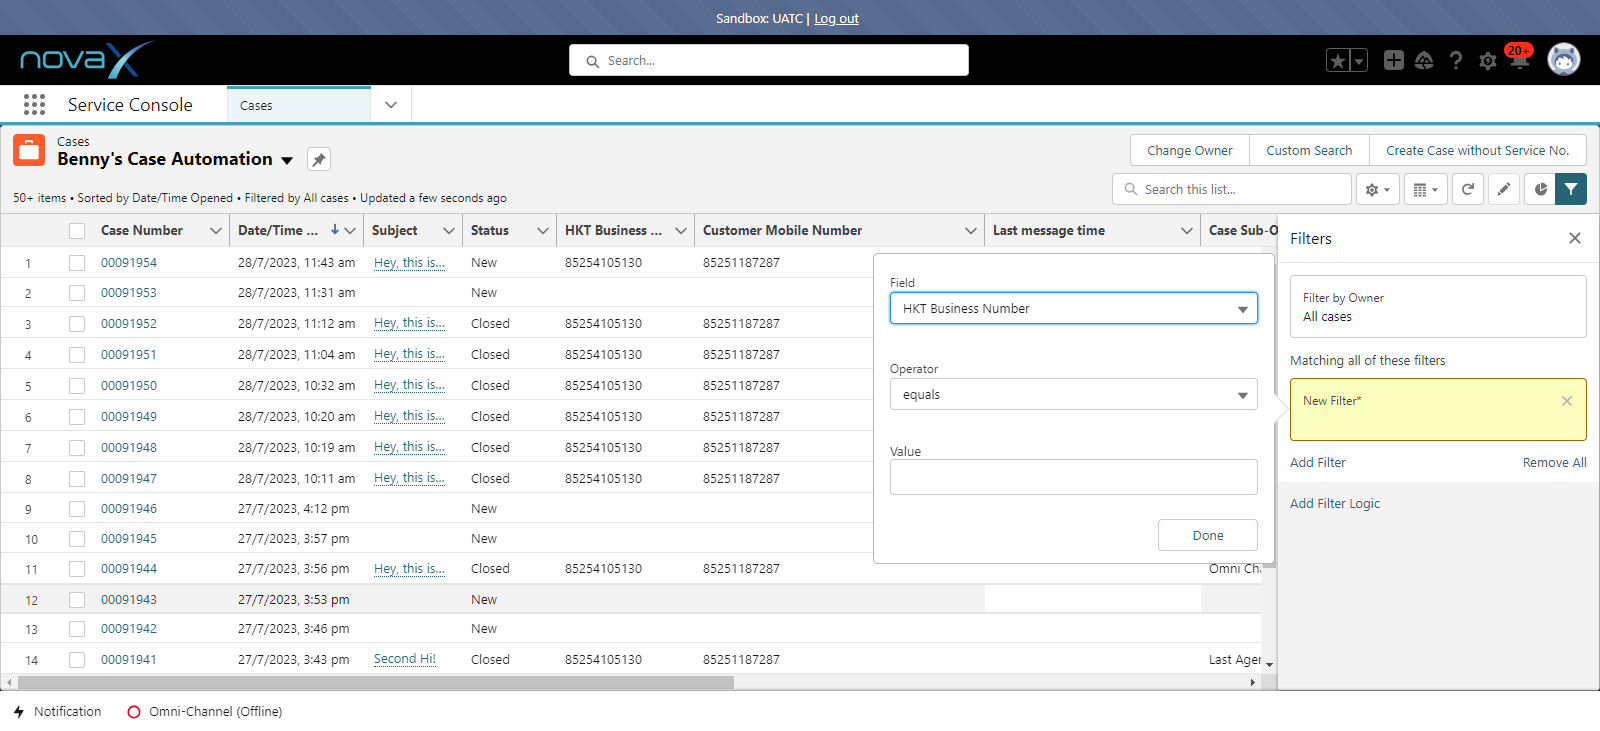 Sandbox: UATC | Log out
novaX
Search...
20+
Service Console
Cases
Cases
Benny's Case Automation
Change Owner
Custom Search
Create Case without Service No.
50+ items • Sorted by Date/Time Opened • Filtered by All cases • Updated a few seconds ago
Search this list...
Case Number Date/Time ... Subject Status HKT Business ... Customer Mobile Number Last message time Case Sub-O
1 00091954 28/7/2023, 11:43 am Hey, this is... New 85254105130 85251187287
2 00091953 28/7/2023, 11:31 am New
3 00091952 28/7/2023, 11:12 am Hey, this is... Closed 85254105130 85251187287
4 00091951 28/7/2023, 11:04 am Hey, this is... Closed 85254105130 85251187287
5 00091950 28/7/2023, 10:32 am Hey, this is... Closed 85254105130 85251187287
6 00091949 28/7/2023, 10:20 am Hey, this is... Closed 85254105130 85251187287
7 00091948 28/7/2023, 10:19 am Hey, this is... Closed 85254105130 85251187287
8 00091947 28/7/2023, 10:11 am Hey, this is... Closed 85254105130 85251187287
9 00091946 27/7/2023, 4:12 pm New
10 00091945 27/7/2023, 3:57 pm New
11 00091944 27/7/2023, 3:56 pm Hey, this is... Closed 85254105130 85251187287 Omni Cha
12 00091943 27/7/2023, 3:53 pm New
13 00091942 27/7/2023, 3:46 pm New
14 00091941 27/7/2023, 3:43 pm Second Hi! Closed 85254105130 85251187287 Last Agen
Field
HKT Business Number
Operator
equals
Value
Done
Filters
Filter by Owner
All cases
Matching all of these filters
New Filter*
Add Filter
Remove All
Add Filter Logic
Notification
Omni-Channel (Offline)